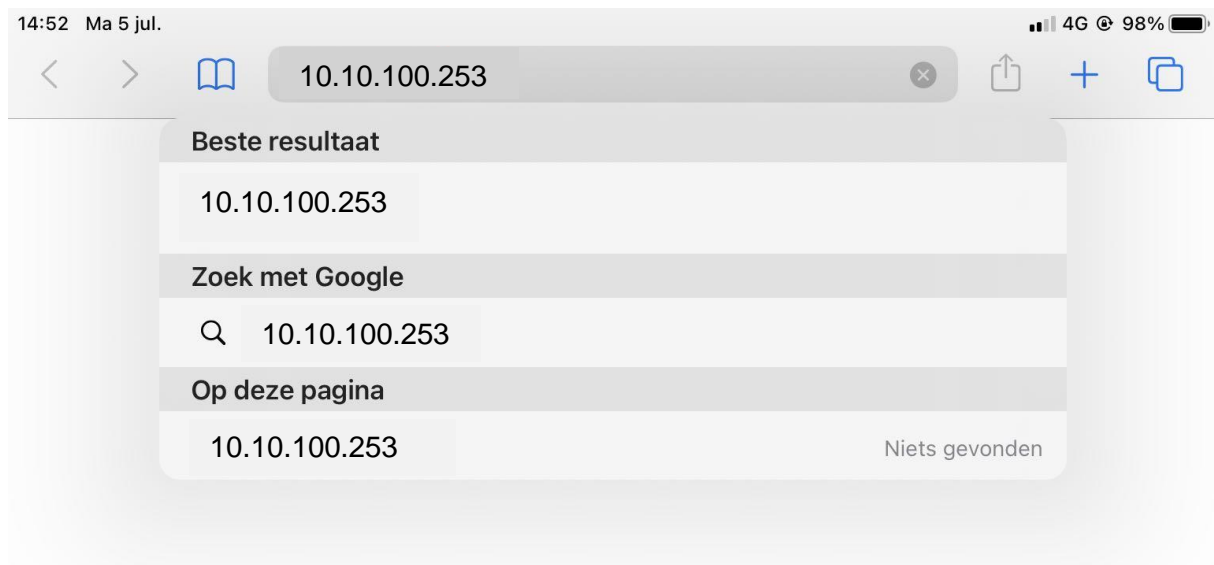 14:52 Ma 5 jul. 4G 98%
10.10.100.253
Beste resultaat
10.10.100.253
Zoek met Google
10.10.100.253
Op deze pagina
10.10.100.253 Niets gevonden